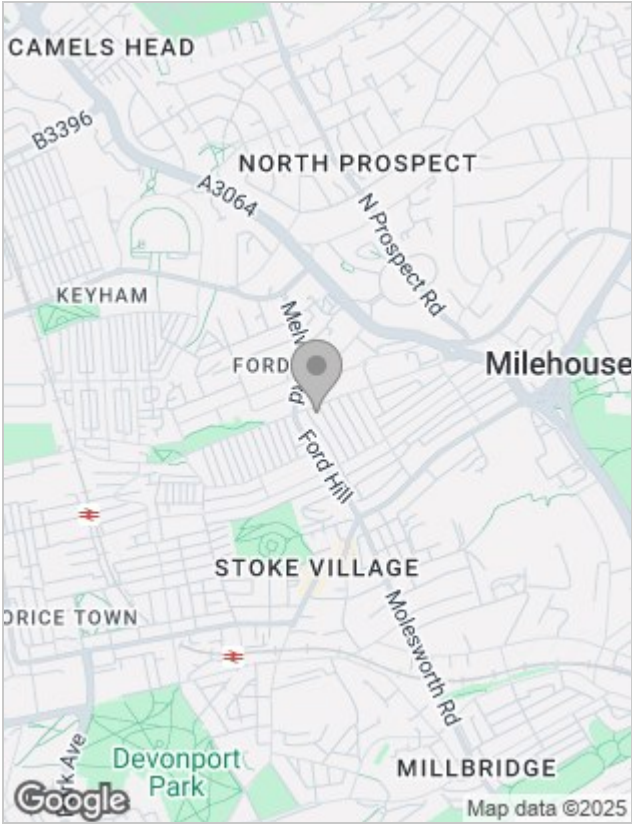 CAMELS HEAD
B3396
NORTH PROSPECT
A3064
N Prospect Rd
KEYHAM
FORD
Milehouse
Ford Hill
STOKE VILLAGE
ORICE TOWN
Molesworth Rd
Devonport
Park
MILLBRIDGE
Google
Map data ©2025